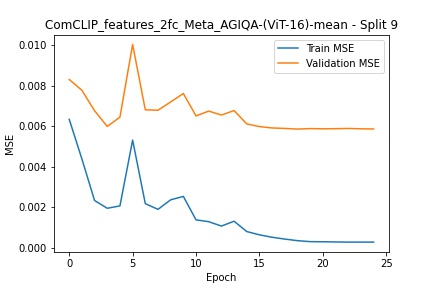 ComCLIP_features_2fc_Meta_AGIQA-(ViT-16)-mean - Split 9
Train MSE
Validation MSE
MSE
0.010
0.008
0.006
0.004
0.002
0.000
0 5 10 15 20 25
Epoch